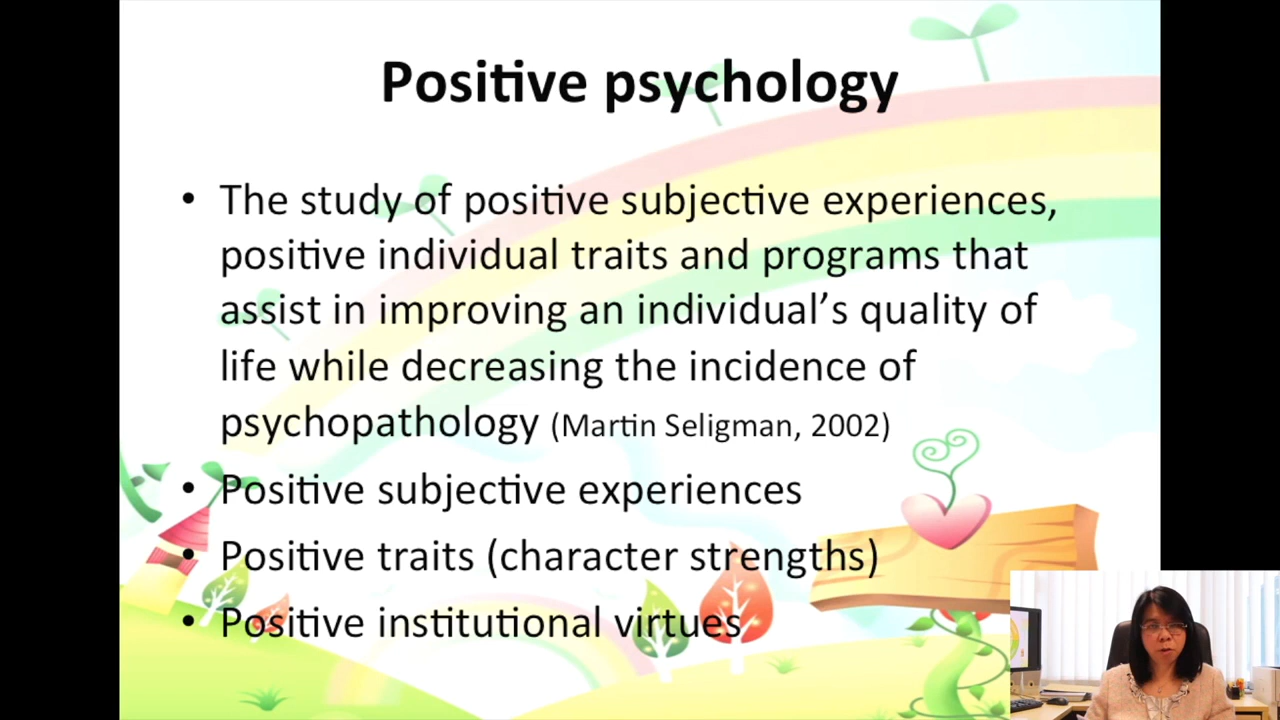 Positive psychology
• The study of positive subjective experiences,
positive individual traits and programs that
assist in improving an individual’s quality of
life while decreasing the incidence of
psychopathology (Martin Seligman, 2002)
• Positive subjective experiences
• Positive traits (character strengths)
• Positive institutional virtues